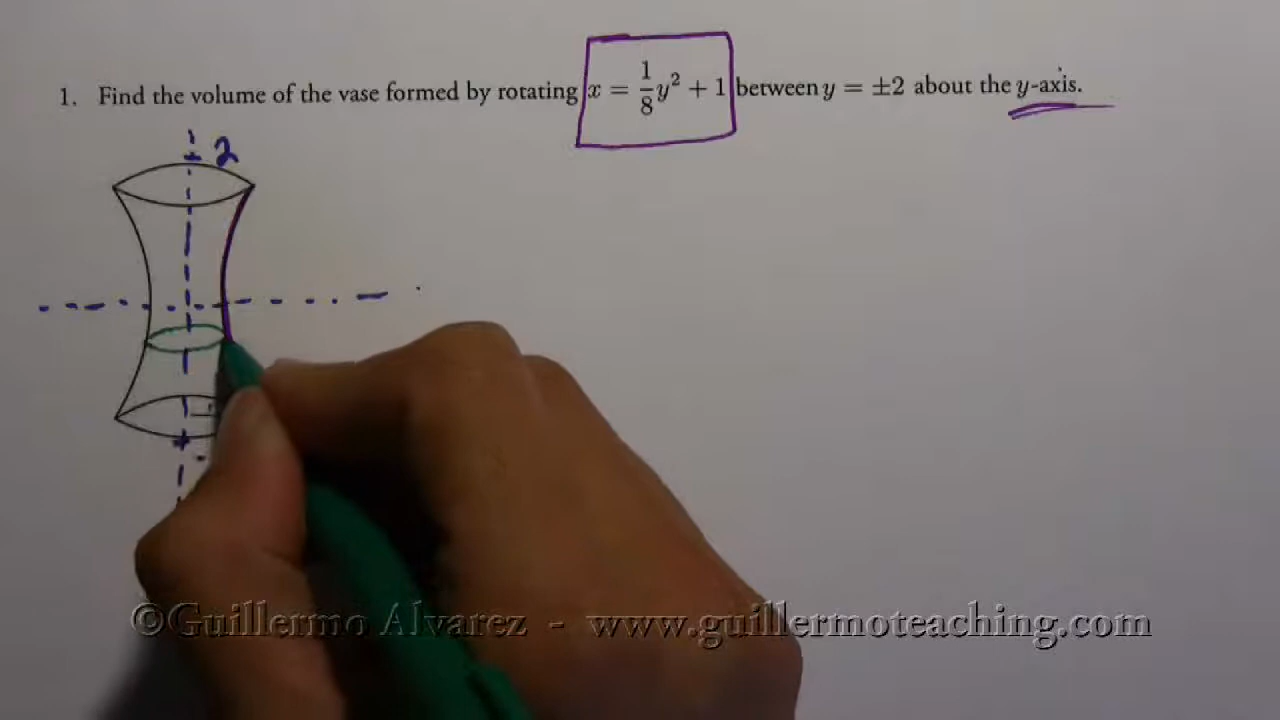 1. Find the volume of the vase formed by rotating x = 1/8 y² + 1 between y = ±2 about the y-axis.
2
©Guillermo Alvarez - www.guillermoteaching.com